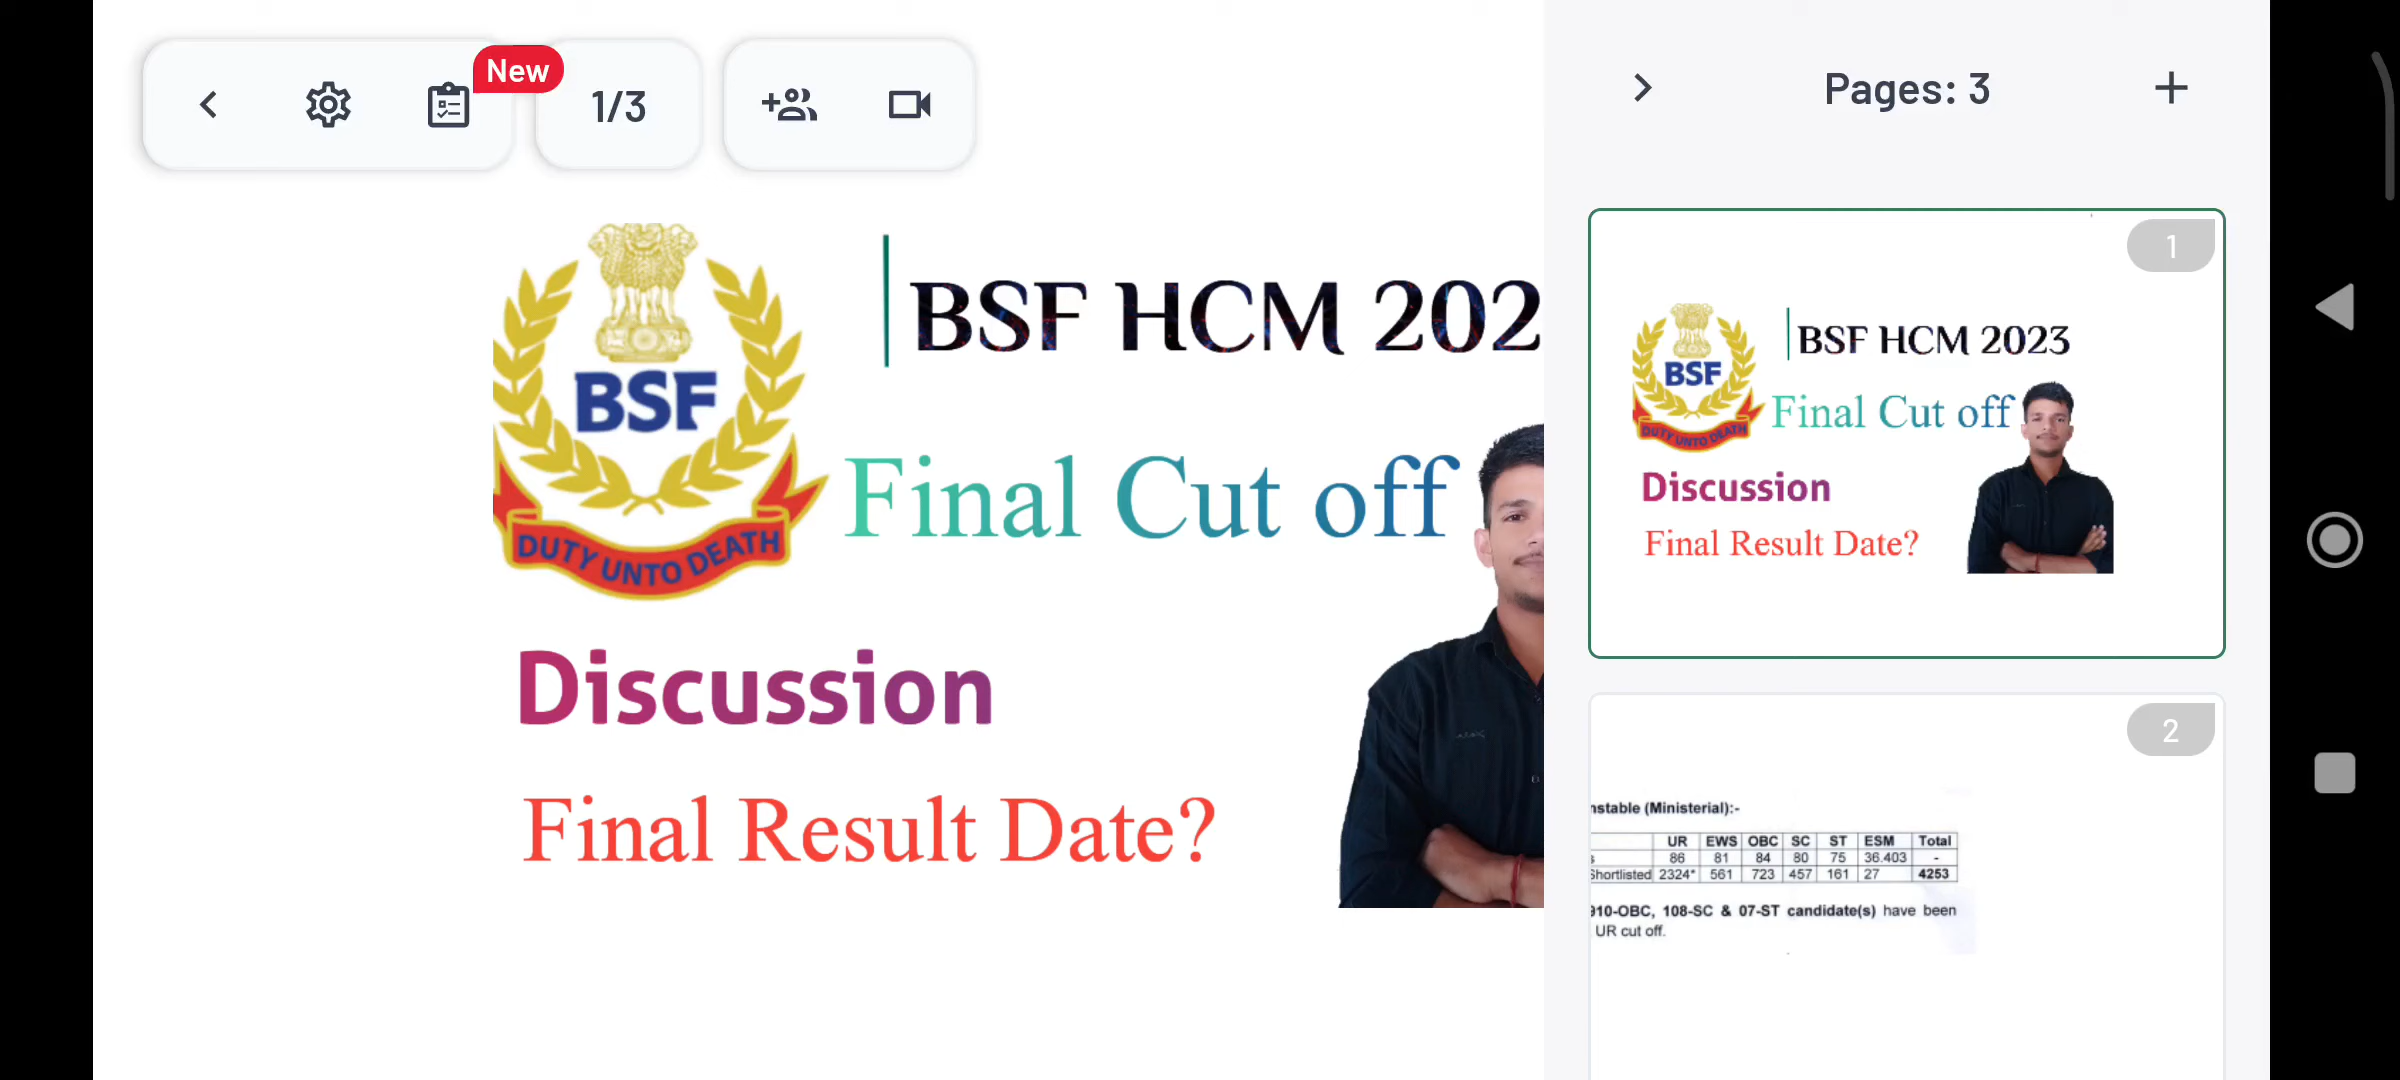 New
1/3
Pages: 3
BSF HCM 202
BSF
DUTY UNTO DEATH
Final Cut off
Discussion
Final Result Date?
1
BSF HCM 2023
BSF
DUTY UNTO DEATH
Final Cut off
Discussion
Final Result Date?
2
nstable (Ministerial):-
UR EWS OBC SC ST ESM Total
s 86 81 84 80 75 36.403 -
Shortlisted 2324* 561 723 457 161 27 4253
910-OBC, 108-SC & 07-ST candidate(s) have been
UR cut off.